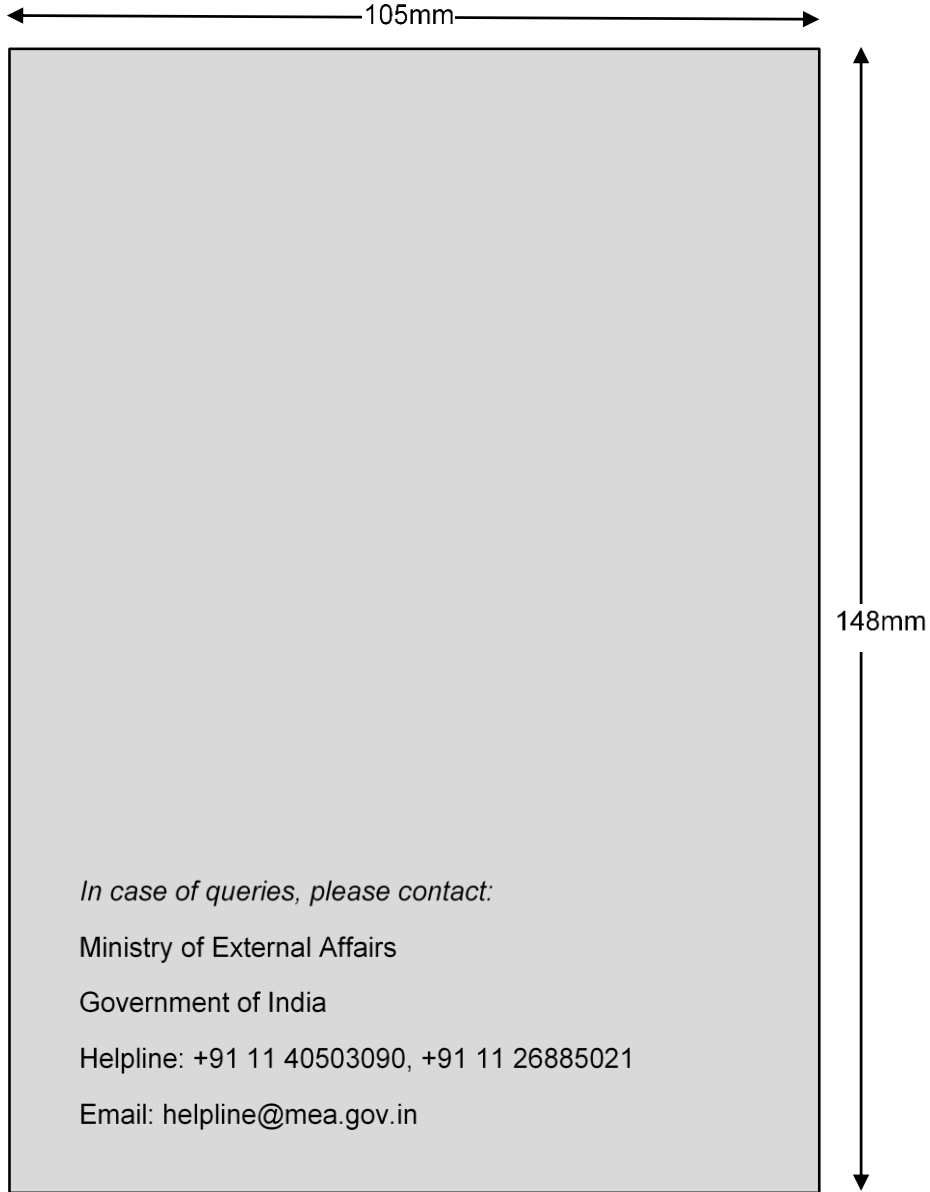 105mm
148mm
In case of queries, please contact:
Ministry of External Affairs
Government of India
Helpline: +91 11 40503090, +91 11 26885021
Email: helpline@mea.gov.in